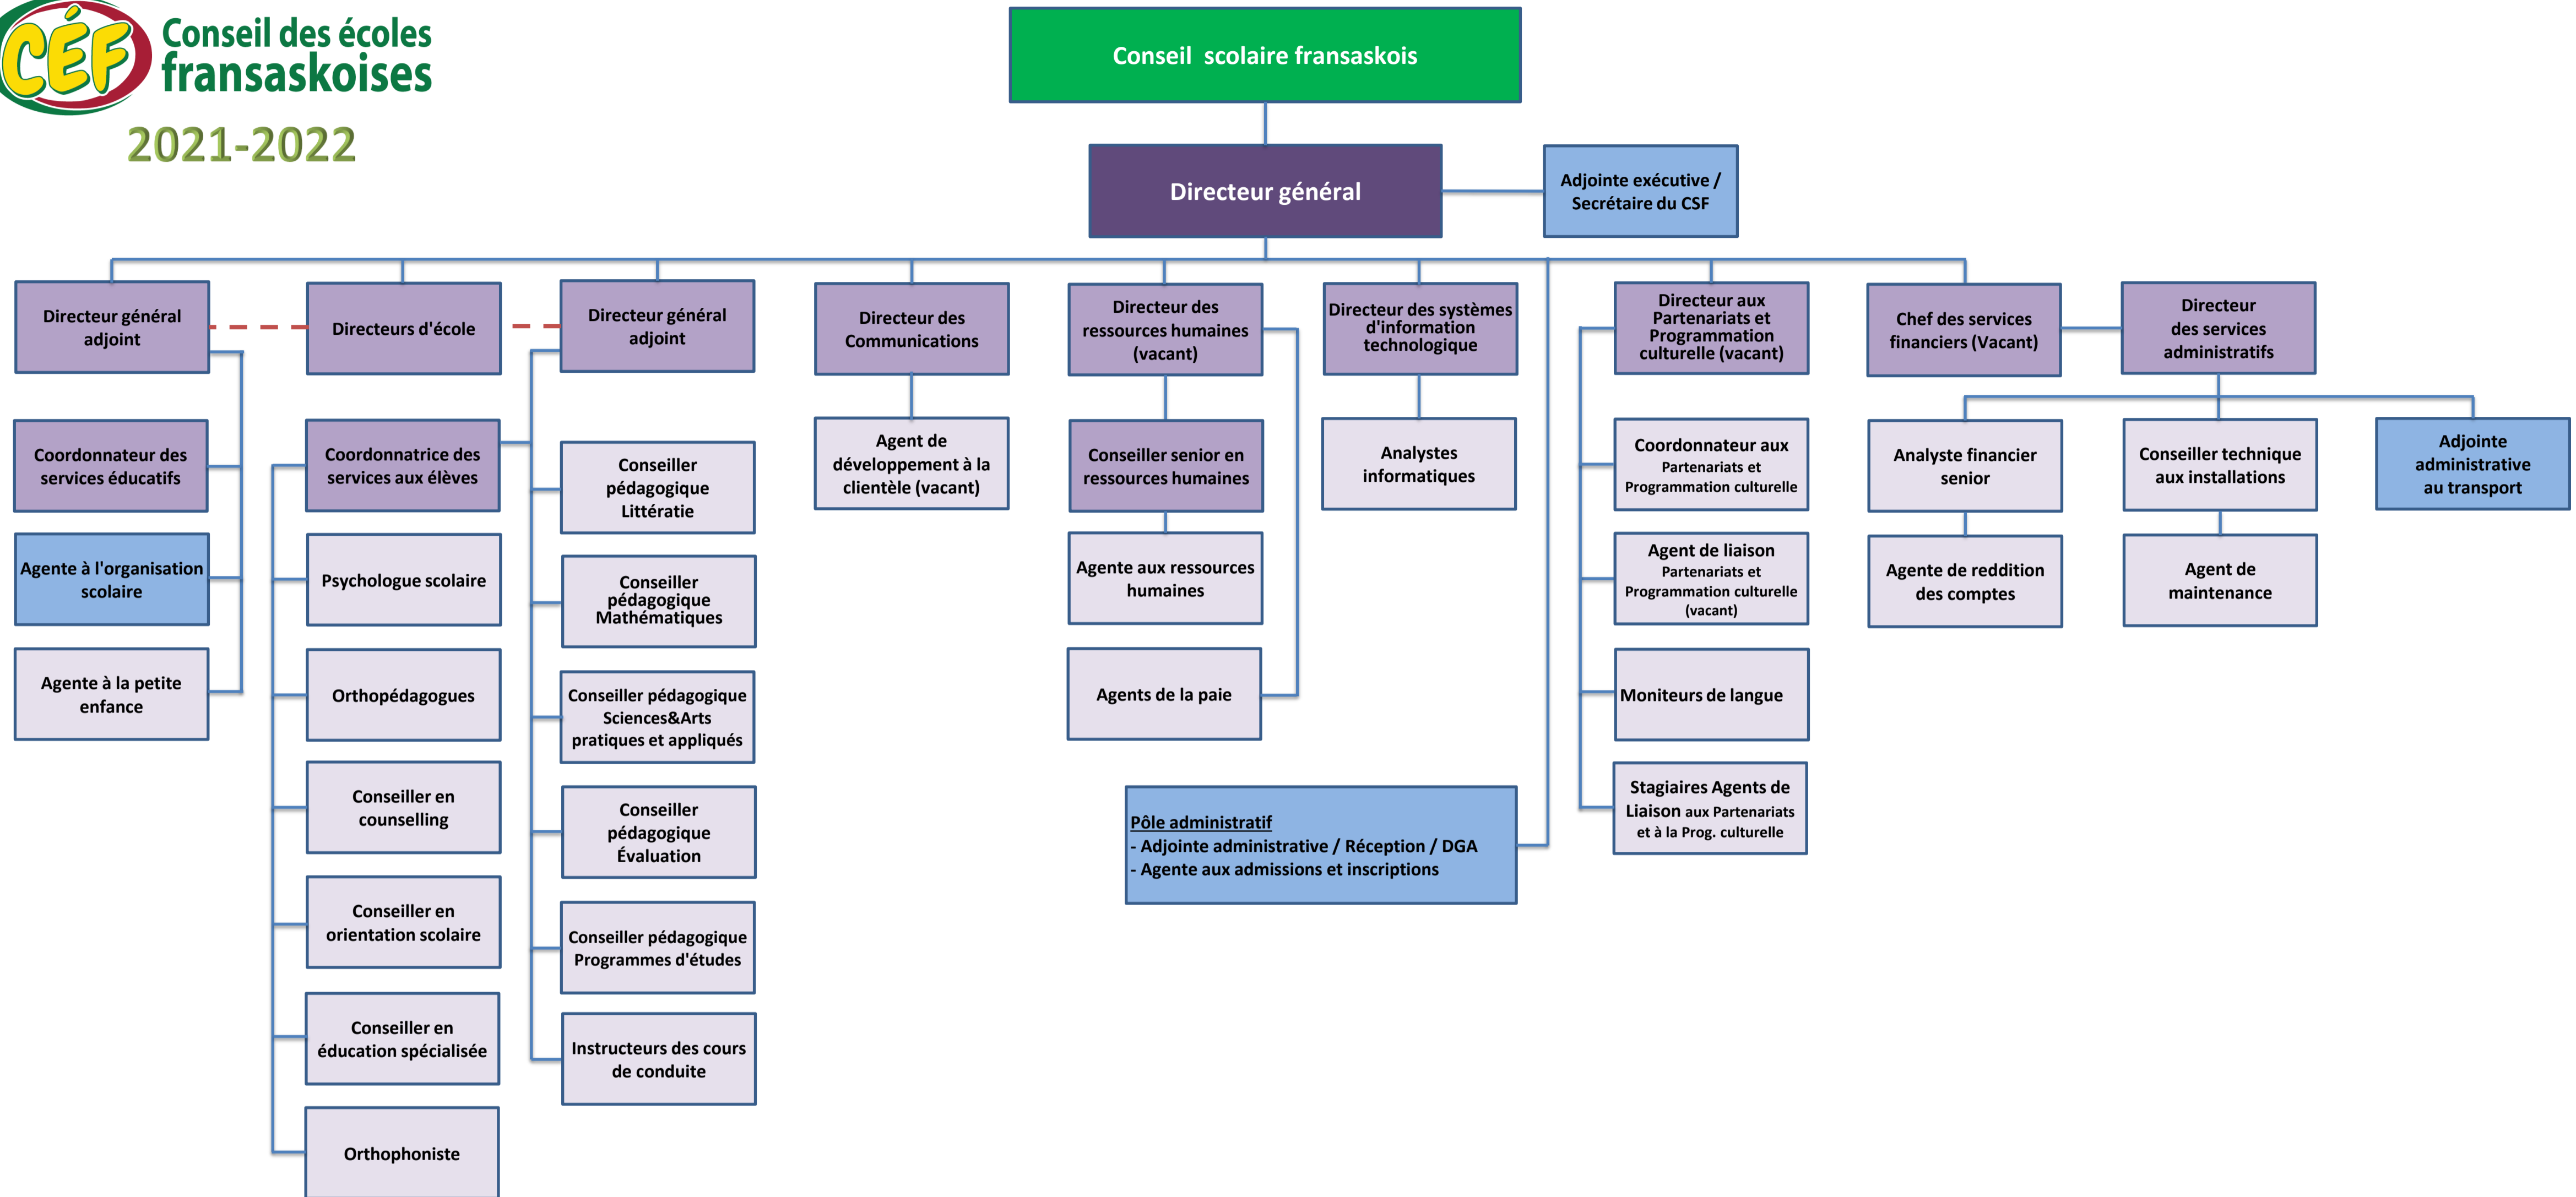 CÉF
Conseil des écoles
fransaskoises
2021-2022
Conseil scolaire fransaskois
Directeur général
Adjointe exécutive /
Secrétaire du CSF
Directeur général
adjoint
Directeurs d'école
Directeur général
adjoint
Directeur des
Communications
Directeur des
ressources humaines
(vacant)
Directeur des systèmes
d'information
technologique
Directeur aux
Partenariats et
Programmation
culturelle (vacant)
Chef des services
financiers (Vacant)
Directeur
des services
administratifs
Coordonnateur des
services éducatifs
Agente à l'organisation
scolaire
Agente à la petite
enfance
Coordonnatrice des
services aux élèves
Psychologue scolaire
Orthopédagogues
Conseiller en
counselling
Conseiller en
orientation scolaire
Conseiller en
éducation spécialisée
Orthophoniste
Conseiller
pédagogique
Littératie
Conseiller
pédagogique
Mathématiques
Conseiller pédagogique
Sciences&Arts
pratiques et appliqués
Conseiller
pédagogique
Évaluation
Conseiller pédagogique
Programmes d'études
Instructeurs des cours
de conduite
Agent de
développement à la
clientèle (vacant)
Conseiller senior en
ressources humaines
Agente aux ressources
humaines
Agents de la paie
Analystes
informatiques
Pôle administratif
- Adjointe administrative / Réception / DGA
- Agente aux admissions et inscriptions
Coordonnateur aux
Partenariats et
Programmation culturelle
Agent de liaison
Partenariats et
Programmation culturelle
(vacant)
Moniteurs de langue
Stagiaires Agents de
Liaison aux Partenariats
et à la Prog. culturelle
Analyste financier
senior
Agente de reddition
des comptes
Conseiller technique
aux installations
Agent de
maintenance
Adjointe
administrative
au transport